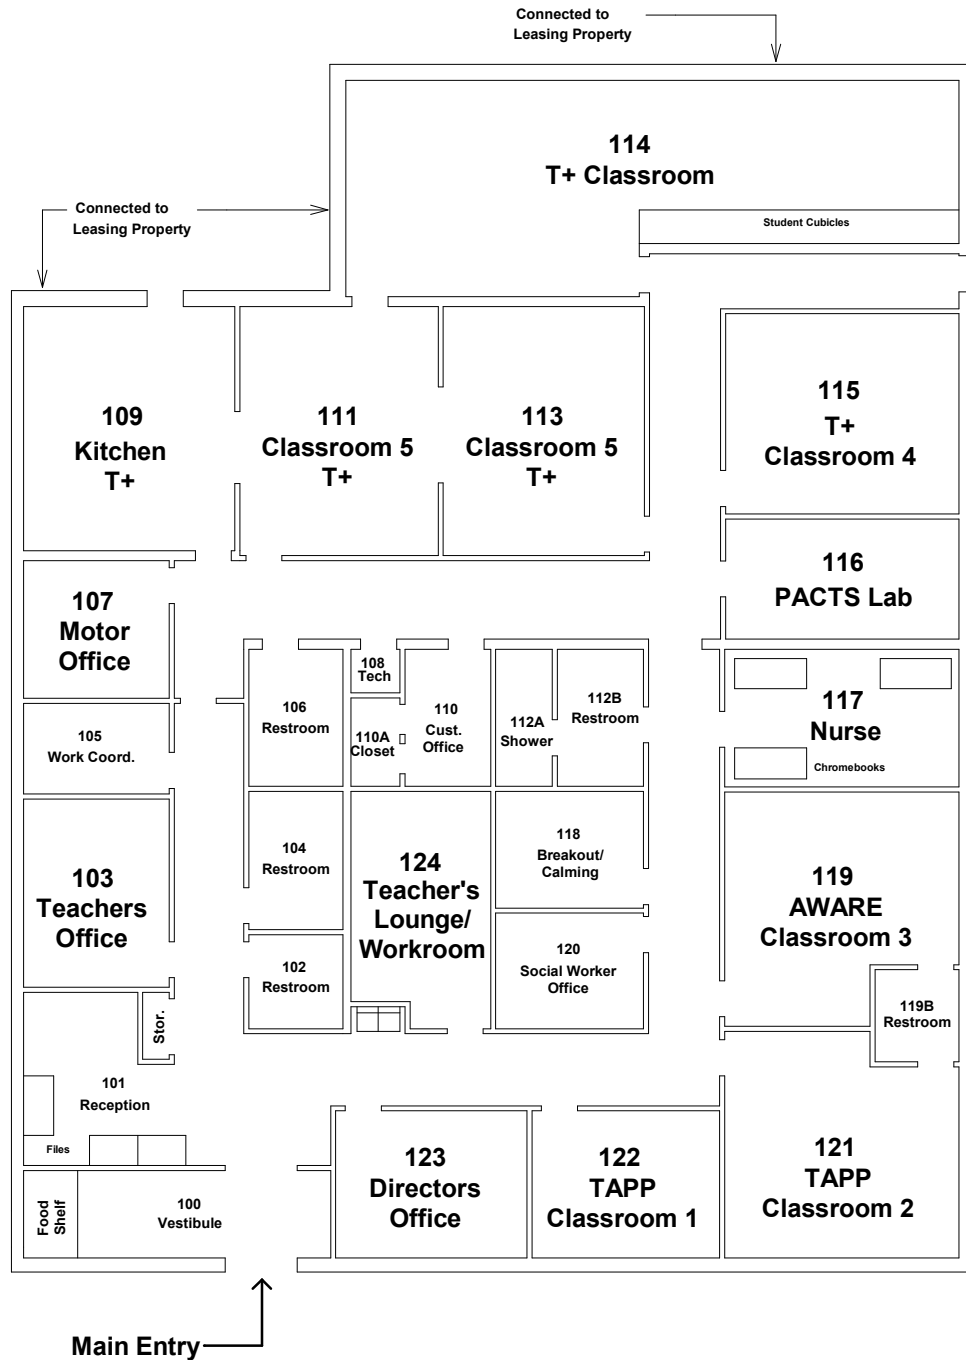 Connected to
Leasing Property
114
T+ Classroom
Student Cubicles
Connected to
Leasing Property
109
Kitchen
T+
111
Classroom 5
T+
113
Classroom 5
T+
115
T+
Classroom 4
116
PACTS Lab
107
Motor
Office
108
Tech
106
Restroom
110
Cust.
Office
110A
Closet
112A
Shower
112B
Restroom
117
Nurse
Chromebooks
105
Work Coord.
104
Restroom
118
Breakout/
Calming
124
Teacher's
Lounge/
Workroom
103
Teachers
Office
119
AWARE
Classroom 3
102
Restroom
120
Social Worker
Office
119B
Restroom
Stor.
101
Reception
Files
123
Directors
Office
122
TAPP
Classroom 1
121
TAPP
Classroom 2
Food
Shelf
100
Vestibule
Main Entry